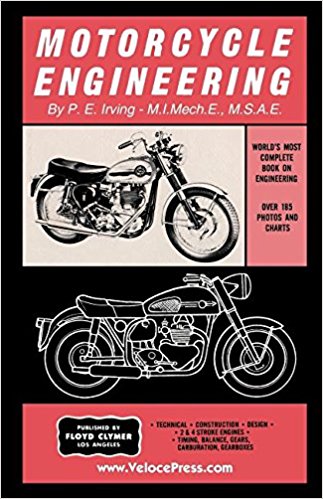 MOTORCYCLE
ENGINEERING
By P. E. Irving - M.I.Mech.E., M.S.A.E.
WORLD'S MOST
COMPLETE
BOOK ON
ENGINEERING
OVER 185
PHOTOS AND
CHARTS
PUBLISHED BY
FLOYD CLYMER
LOS ANGELES
• TECHNICAL • CONSTRUCTION • DESIGN •
• 2 & 4 STROKE ENGINES •
• TIMING, BALANCE, GEARS,
CARBURATION, GEARBOXES
www.VelocePress.com